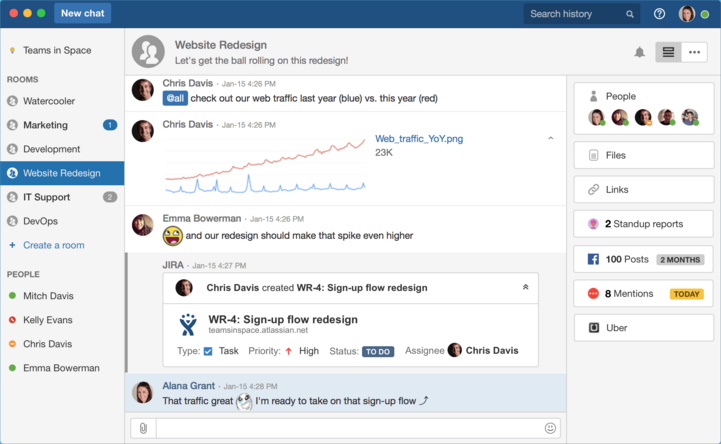 New chat
Search history
Teams in Space
ROOMS
Watercooler
Marketing 1
Development
Website Redesign
IT Support 2
DevOps
+ Create a room
PEOPLE
Mitch Davis
Kelly Evans
Chris Davis
Emma Bowerman
Website Redesign
Let's get the ball rolling on this redesign!
Chris Davis · Jan-15 4:26 PM
@all check out our web traffic last year (blue) vs. this year (red)
Chris Davis · Jan-15 4:26 PM
Web_traffic_YoY.png
23K
Emma Bowerman · Jan-15 4:26 PM
and our redesign should make that spike even higher
JIRA · Jan-15 4:27 PM
Chris Davis created WR-4: Sign-up flow redesign
WR-4: Sign-up flow redesign
teamsinspace.atlassian.net
Type: Task Priority: High Status: TO DO Assignee Chris Davis
Alana Grant · Jan-15 4:28 PM
That traffic great I'm ready to take on that sign-up flow
People
Files
Links
2 Standup reports
100 Posts 2 MONTHS
8 Mentions TODAY
Uber